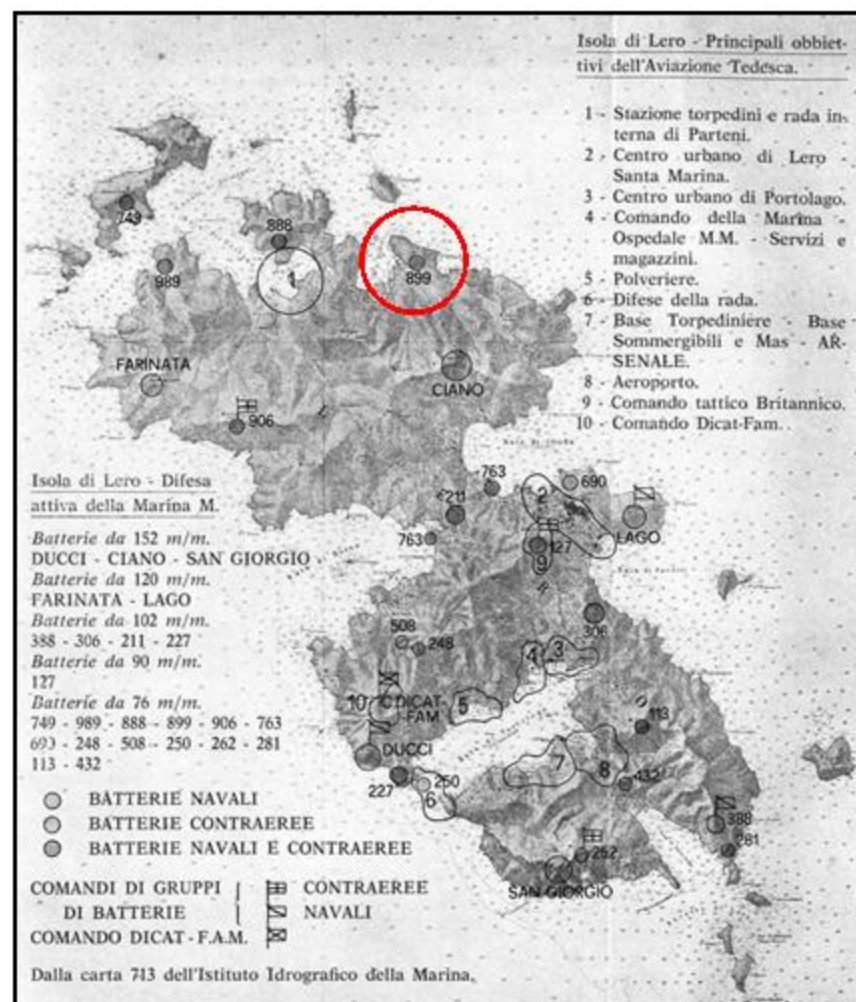 Isola di Lero - Principali obbiet-
tivi dell'Aviazione Tedesca.
1 - Stazione torpedini e rada in-
terna di Parteni.
2 - Centro urbano di Lero -
Santa Marina.
3 - Centro urbano di Portolago.
4 - Comando della Marina -
Ospedale M.M. - Servizi e
magazzini.
5 - Polveriere.
6 - Difese della rada.
7 - Base Torpediniere - Base
Sommergibili e Mas - AR-
SENALE.
8 - Aeroporto.
9 - Comando tattico Britannico.
10 - Comando Dicat-Fam.
749
888
989
1
899
FARINATA
CIANO
906
763
211
2
690
LAGO
763
127
9
306
508
248
4
3
10
C.DICAT-
FAM
5
113
DUCCI
7
8
227
250
6
432
388
281
262
SAN GIORGIO
Isola di Lero - Difesa
attiva della Marina M.
Batterie da 152 m/m.
DUCCI - CIANO - SAN GIORGIO
Batterie da 120 m/m.
FARINATA - LAGO
Batterie da 102 m/m.
388 - 306 - 211 - 227
Batterie da 90 m/m.
127
Batterie da 76 m/m.
749 - 989 - 888 - 899 - 906 - 763
690 - 248 - 508 - 250 - 262 - 281
113 - 432
BATTERIE NAVALI
BATTERIE CONTRAEREE
BATTERIE NAVALI E CONTRAEREE
COMANDI DI GRUPPI CONTRAEREE
DI BATTERIE NAVALI
COMANDO DICAT - F.A.M.
Dalla carta 713 dell'Istituto Idrografico della Marina.